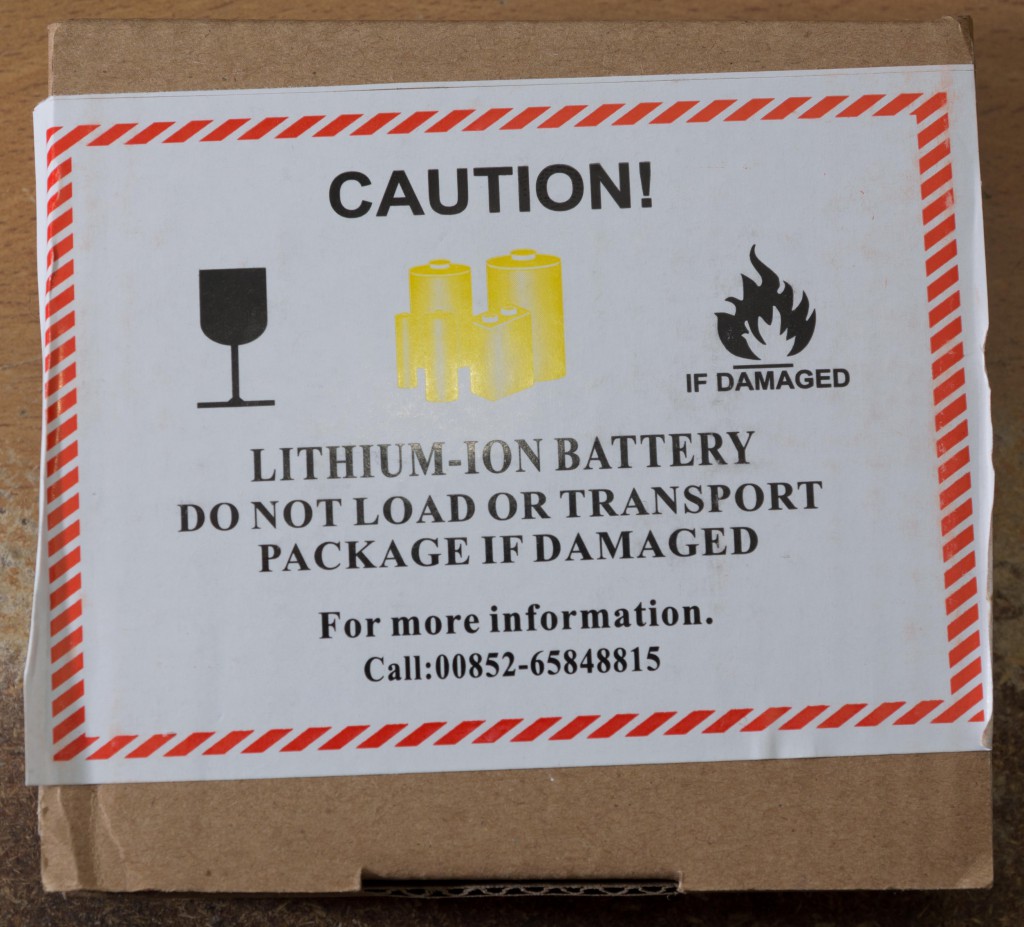 CAUTION!
IF DAMAGED
LITHIUM-ION BATTERY
DO NOT LOAD OR TRANSPORT
PACKAGE IF DAMAGED
For more information.
Call:00852-65848815